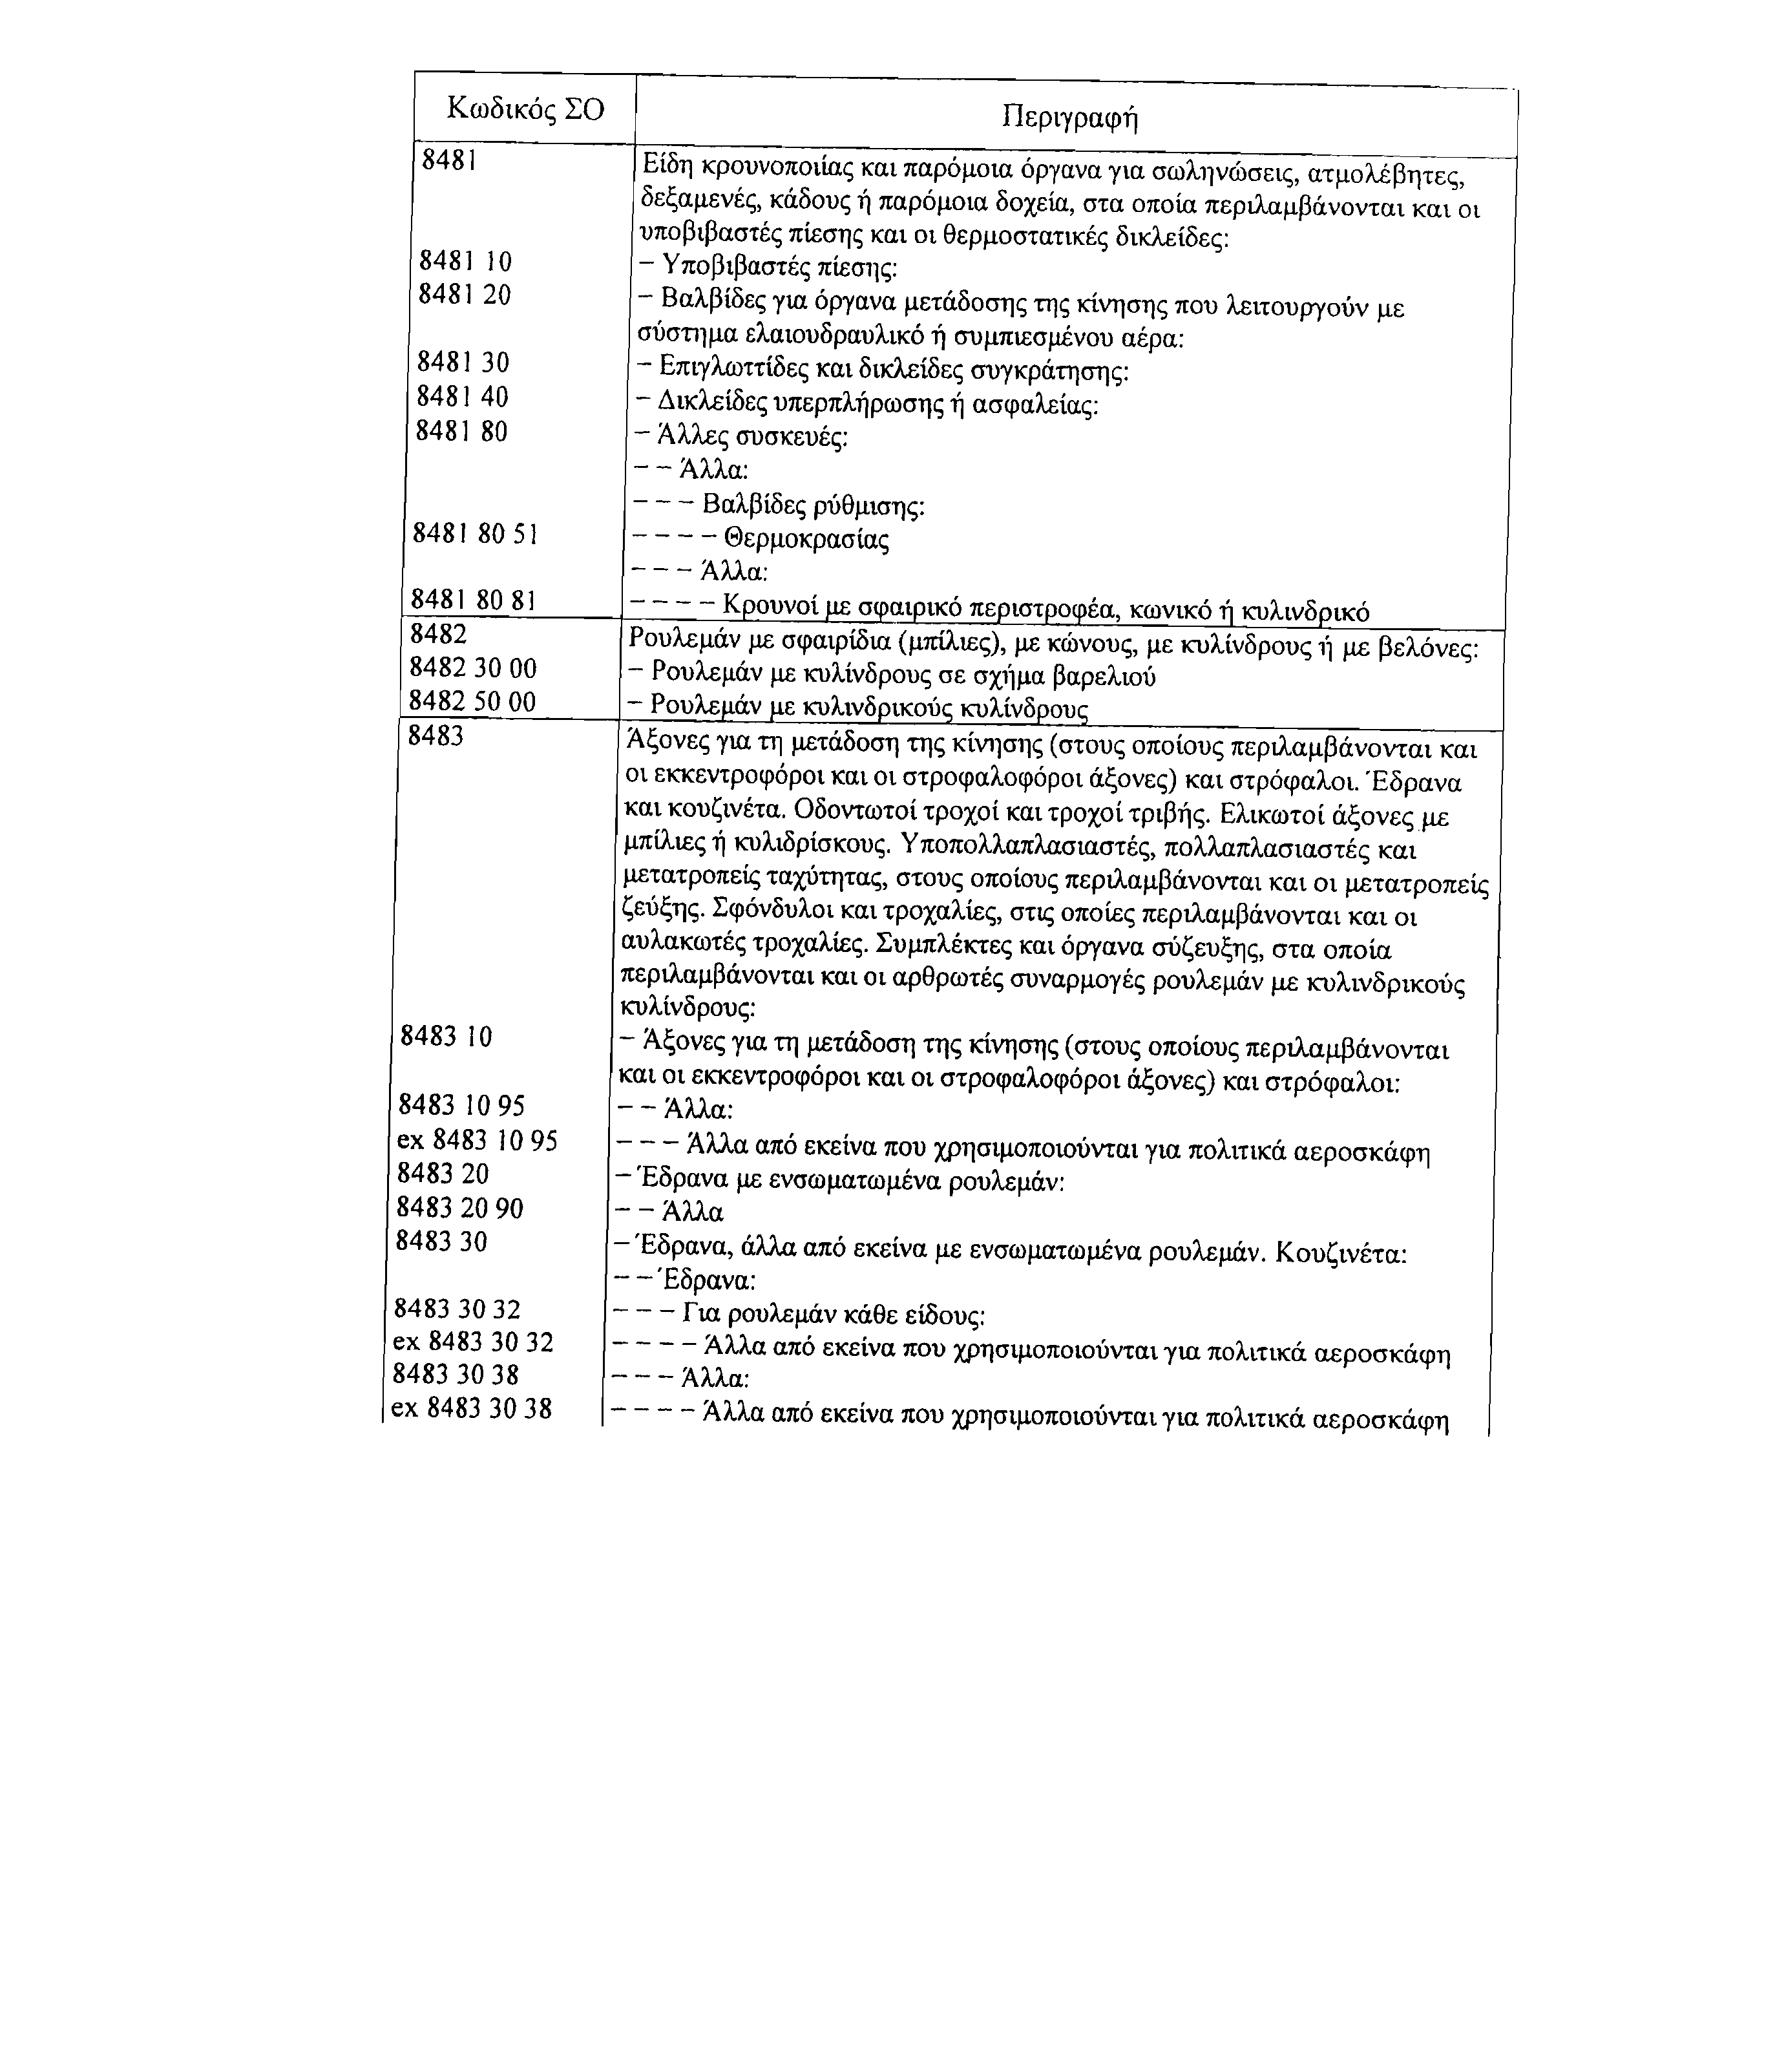 Κωδικός ΣΟ Περιγραφή
8481 Είδη κρουνοποιίας και παρόμοια όργανα για σωληνώσεις, ατμολέβητες,
δεξαμενές, κάδους ή παρόμοια δοχεία, στα οποία περιλαμβάνονται και οι
υποβιβαστές πίεσης και οι θερμοστατικές δικλείδες:
8481 10 – Υποβιβαστές πίεσης:
8481 20 – Βαλβίδες για όργανα μετάδοσης της κίνησης που λειτουργούν με
σύστημα ελαιουδραυλικό ή συμπιεσμένου αέρα:
8481 30 – Επιγλωττίδες και δικλείδες συγκράτησης:
8481 40 – Δικλείδες υπερπλήρωσης ή ασφαλείας:
8481 80 – Άλλες συσκευές:
– – Άλλα:
– – – Βαλβίδες ρύθμισης:
8481 80 51 – – – – Θερμοκρασίας
– – – Άλλα:
8481 80 81 – – – – Κρουνοί με σφαιρικό περιστροφέα, κωνικό ή κυλινδρικό
8482 Ρουλεμάν με σφαιρίδια (μπίλιες), με κώνους, με κυλίνδρους ή με βελόνες:
8482 30 00 – Ρουλεμάν με κυλίνδρους σε σχήμα βαρελιού
8482 50 00 – Ρουλεμάν με κυλινδρικούς κυλίνδρους
8483 Άξονες για τη μετάδοση της κίνησης (στους οποίους περιλαμβάνονται και
οι εκκεντροφόροι και οι στροφαλοφόροι άξονες) και στρόφαλοι. Έδρανα
και κουζινέτα. Οδοντωτοί τροχοί και τροχοί τριβής. Ελικωτοί άξονες με
μπίλιες ή κυλιδρίσκους. Υποπολλαπλασιαστές, πολλαπλασιαστές και
μετατροπείς ταχύτητας, στους οποίους περιλαμβάνονται και οι μετατροπείς
ζεύξης. Σφόνδυλοι και τροχαλίες, στις οποίες περιλαμβάνονται και οι
αυλακωτές τροχαλίες. Συμπλέκτες και όργανα σύζευξης, στα οποία
περιλαμβάνονται και οι αρθρωτές συναρμογές ρουλεμάν με κυλινδρικούς
κυλίνδρους:
8483 10 – Άξονες για τη μετάδοση της κίνησης (στους οποίους περιλαμβάνονται
και οι εκκεντροφόροι και οι στροφαλοφόροι άξονες) και στρόφαλοι:
8483 10 95 – – Άλλα:
ex 8483 10 95 – – – Άλλα από εκείνα που χρησιμοποιούνται για πολιτικά αεροσκάφη
8483 20 – Έδρανα με ενσωματωμένα ρουλεμάν:
8483 20 90 – – Άλλα
8483 30 – Έδρανα, άλλα από εκείνα με ενσωματωμένα ρουλεμάν. Κουζινέτα:
– – Έδρανα:
8483 30 32 – – – Για ρουλεμάν κάθε είδους:
ex 8483 30 32 – – – – Άλλα από εκείνα που χρησιμοποιούνται για πολιτικά αεροσκάφη
8483 30 38 – – – Άλλα:
ex 8483 30 38 – – – – Άλλα από εκείνα που χρησιμοποιούνται για πολιτικά αεροσκάφη